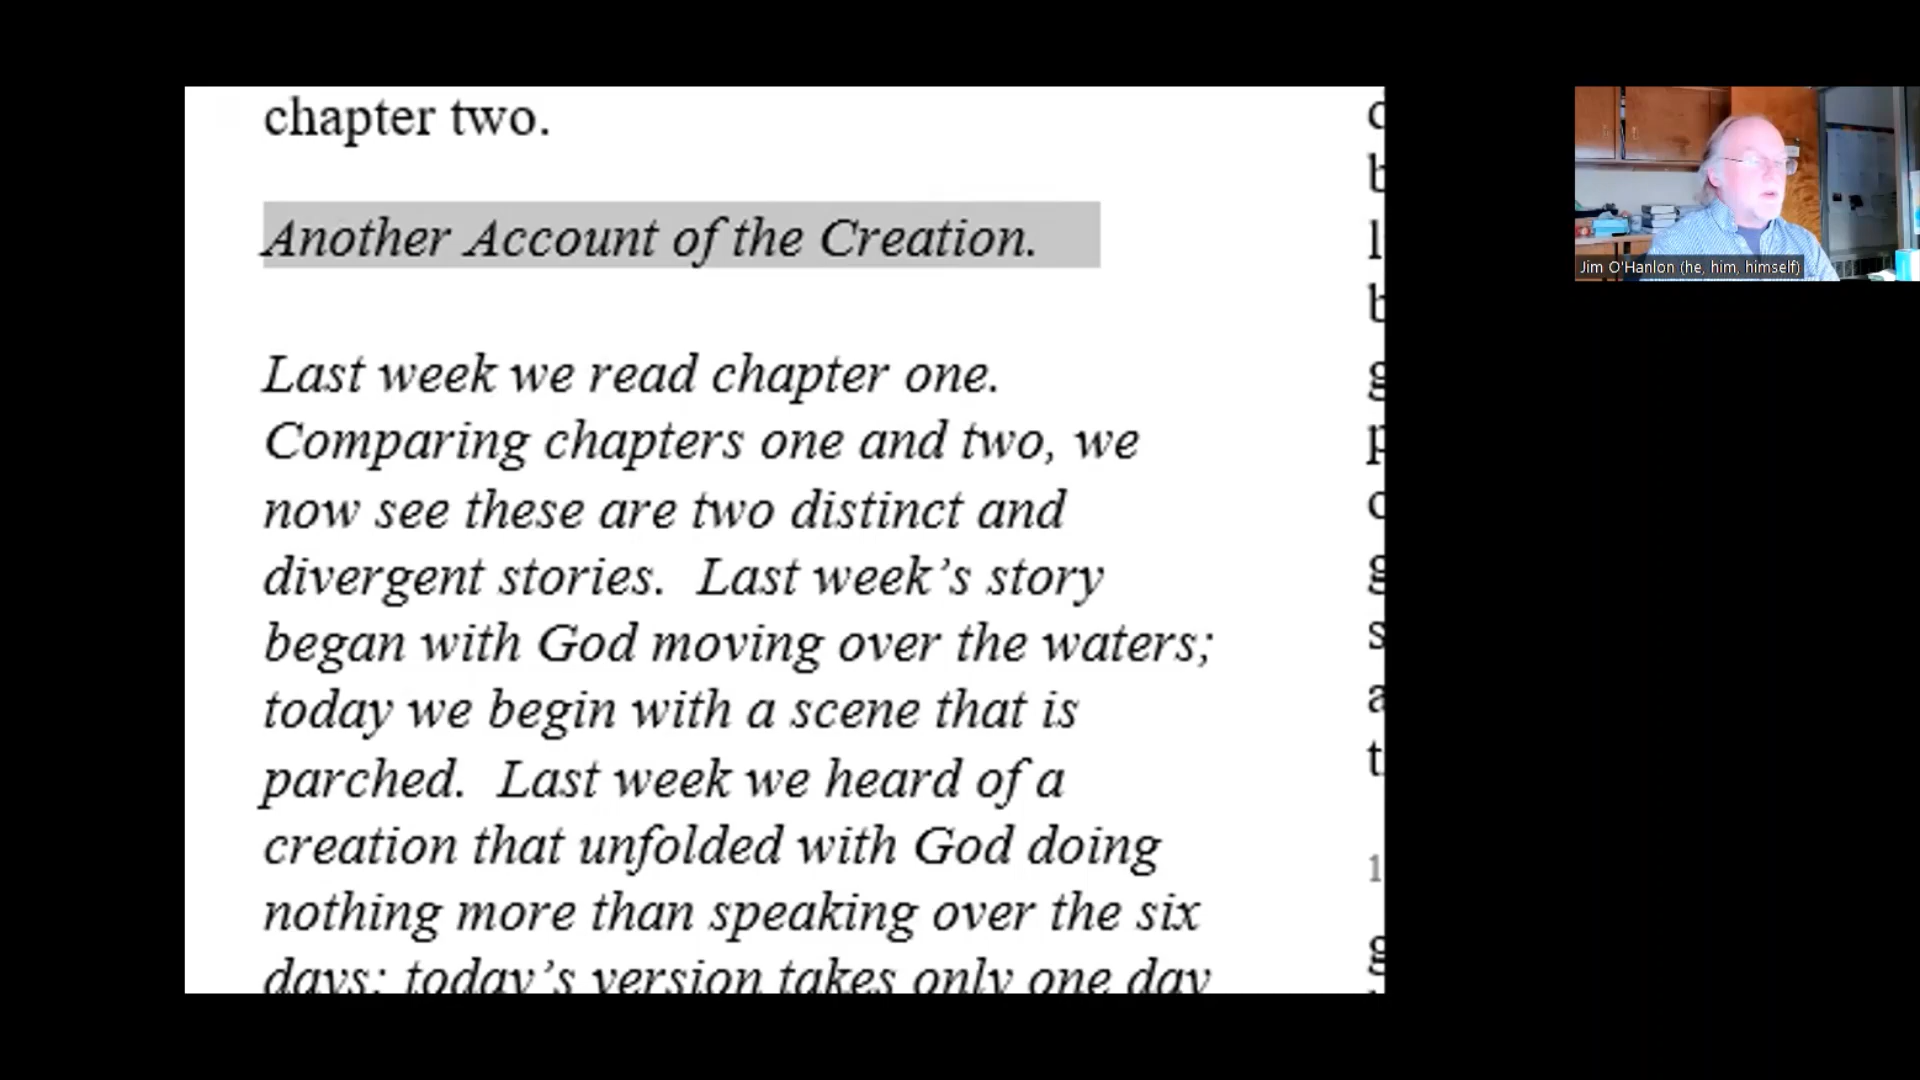 chapter two.
Another Account of the Creation.
Last week we read chapter one.
Comparing chapters one and two, we
now see these are two distinct and
divergent stories.  Last week’s story
began with God moving over the waters;
today we begin with a scene that is
parched.  Last week we heard of a
creation that unfolded with God doing
nothing more than speaking over the six
days; today’s version takes only one day
Jim O'Hanlon (he, him, himself)